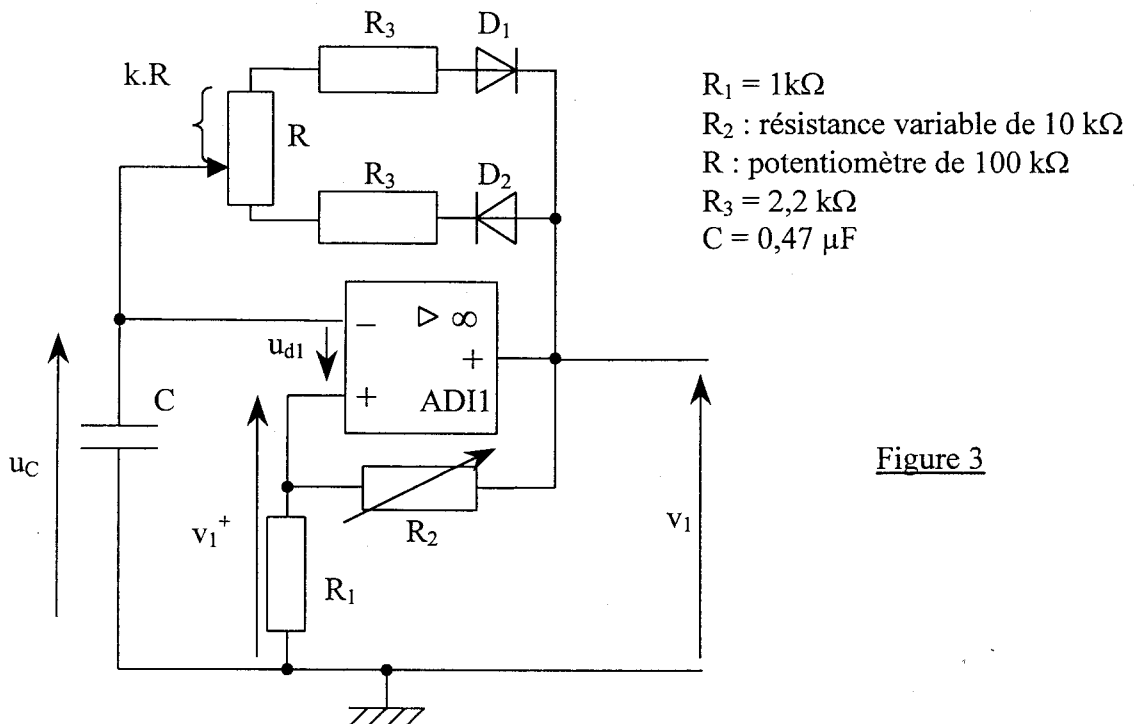 R₃
D₁
k.R
R
R₃
D₂
R₁ = 1kΩ
R₂ : résistance variable de 10 kΩ
R : potentiomètre de 100 kΩ
R₃ = 2,2 kΩ
C = 0,47 µF
− ▷ ∞
u_d1
+
+ ADI1
C
u_C
v₁⁺
R₂
R₁
v₁
Figure 3